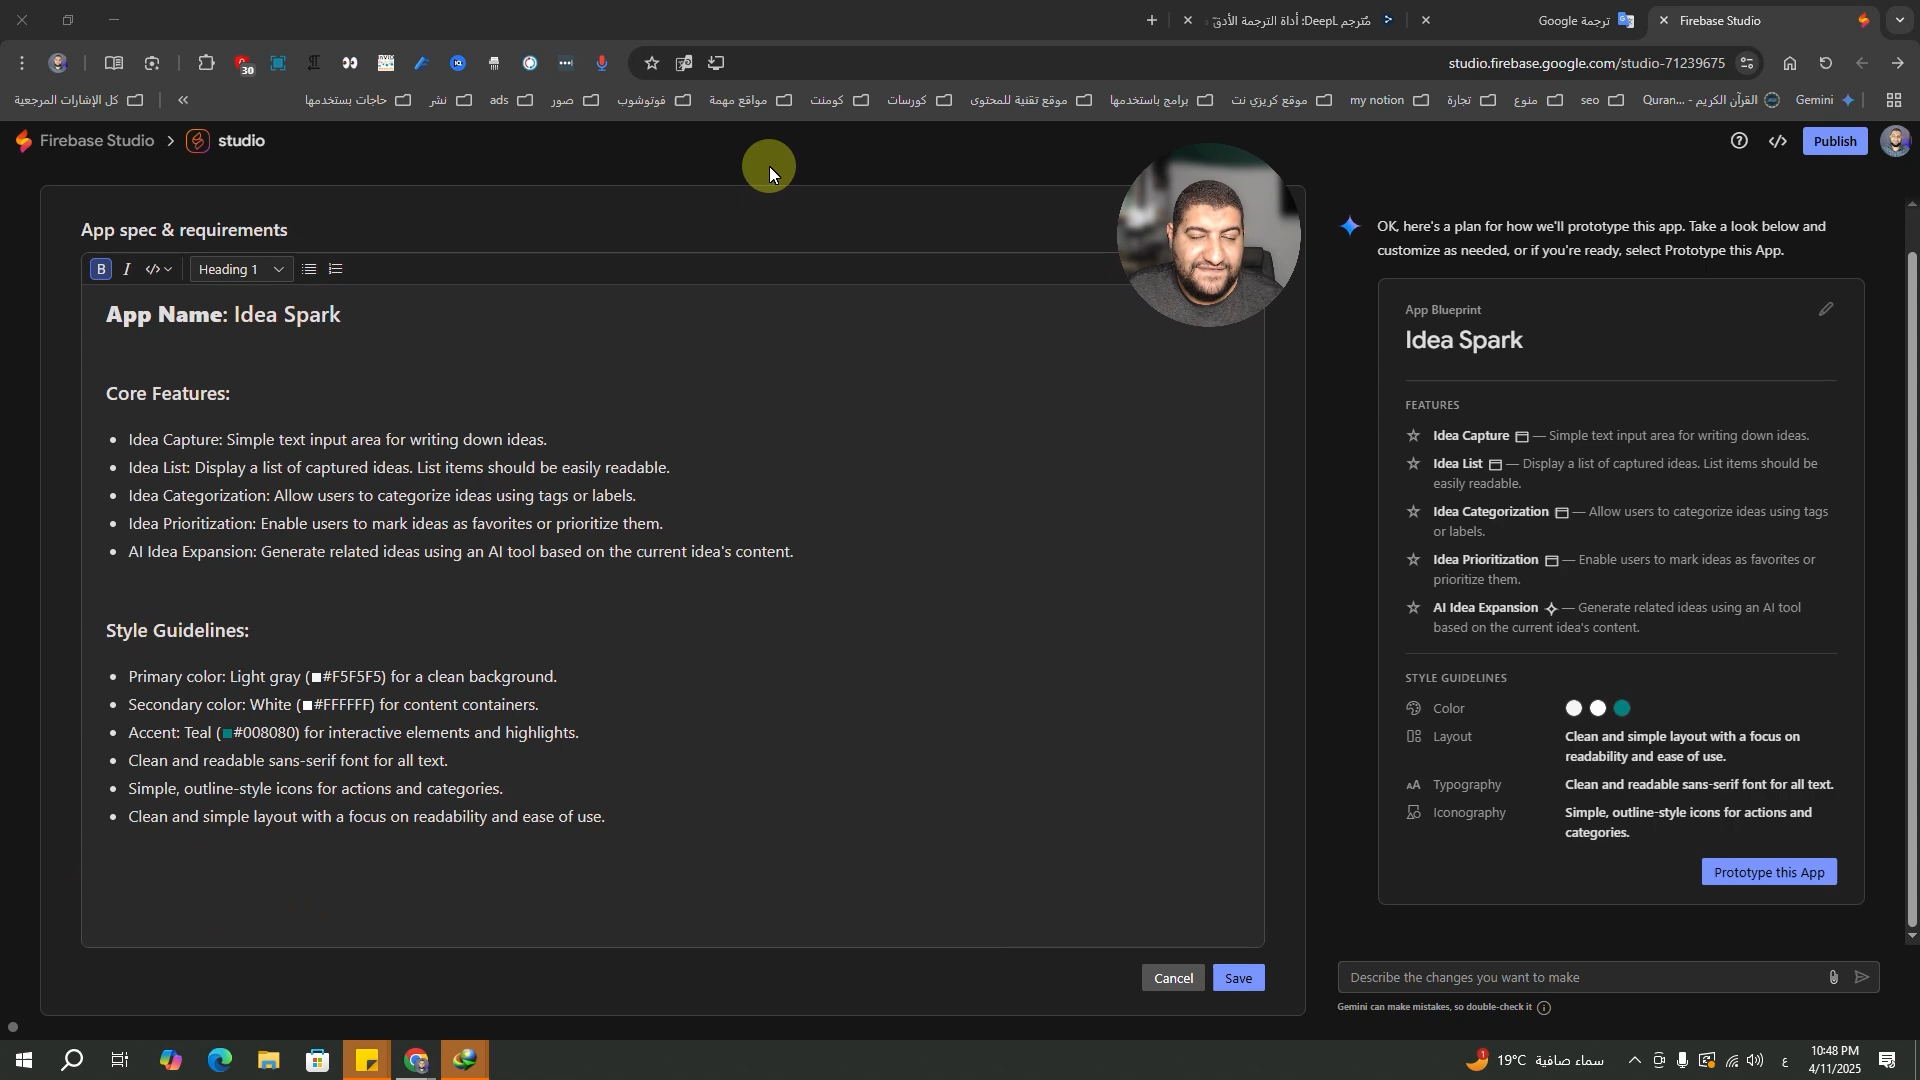 +
مُترجم DeepL: أداة الترجمة الأدق
ترجمة Google
Firebase Studio
30
studio.firebase.google.com/studio-71239675
كل الإشارات المرجعية
»
حاجات بستخدمها
نشر
ads
صور
فوتوشوب
مواقع مهمة
كومنت
كورسات
موقع تقنية للمحتوى
برامج باستخدمها
موقع كريزي نت
my notion
تجارة
منوع
seo
Quran... - القرآن الكريم
Gemini
Firebase Studio
studio
Publish
App spec & requirements
B I </> Heading 1
App Name: Idea Spark
Core Features:
• Idea Capture: Simple text input area for writing down ideas.
• Idea List: Display a list of captured ideas. List items should be easily readable.
• Idea Categorization: Allow users to categorize ideas using tags or labels.
• Idea Prioritization: Enable users to mark ideas as favorites or prioritize them.
• AI Idea Expansion: Generate related ideas using an AI tool based on the current idea's content.
Style Guidelines:
• Primary color: Light gray (#F5F5F5) for a clean background.
• Secondary color: White (#FFFFFF) for content containers.
• Accent: Teal (#008080) for interactive elements and highlights.
• Clean and readable sans-serif font for all text.
• Simple, outline-style icons for actions and categories.
• Clean and simple layout with a focus on readability and ease of use.
Cancel
Save
OK, here's a plan for how we'll prototype this app. Take a look below and
customize as needed, or if you're ready, select Prototype this App.
App Blueprint
Idea Spark
FEATURES
Idea Capture — Simple text input area for writing down ideas.
Idea List — Display a list of captured ideas. List items should be
easily readable.
Idea Categorization — Allow users to categorize ideas using tags
or labels.
Idea Prioritization — Enable users to mark ideas as favorites or
prioritize them.
AI Idea Expansion — Generate related ideas using an AI tool
based on the current idea's content.
STYLE GUIDELINES
Color
Layout
Clean and simple layout with a focus on
readability and ease of use.
Typography
Clean and readable sans-serif font for all text.
Iconography
Simple, outline-style icons for actions and
categories.
Prototype this App
Describe the changes you want to make
Gemini can make mistakes, so double-check it
1
19°C سماء صافية
ع
10:48 PM
4/11/2025